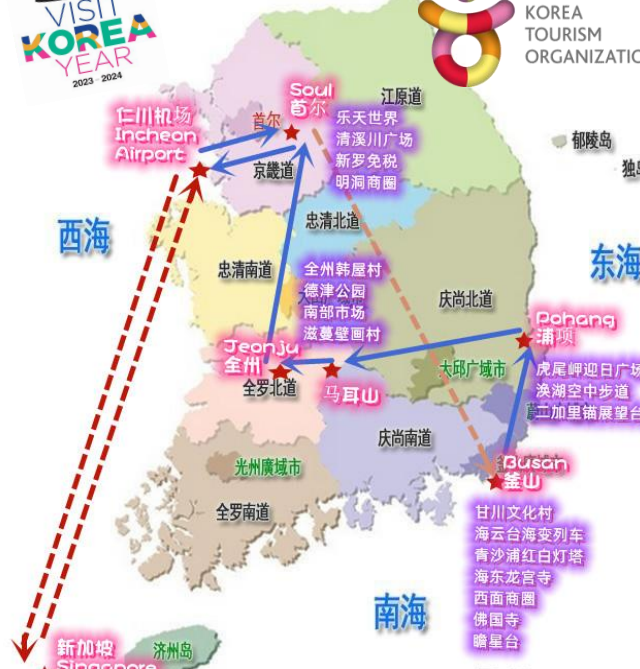 VISIT
KOREA
YEAR
2023 - 2024
KOREA
TOURISM
ORGANIZATIO
Soul
首尔
江原道
仁川机场
Incheon
Airport
首尔
乐天世界
清溪川广场
新罗免税
明洞商圈
京畿道
郁陵岛
独岛
西海
忠清北道
东海
忠清南道
全州韩屋村
德津公园
南部市场
滋蔓壁画村
庆尚北道
Pohang
浦项
Jeonju
全州
全罗北道
马耳山
大邱广域市
虎尾岬迎日广场
涣湖空中步道
二加里锚展望台
庆尚南道
光州廣域市
Busan
釜山
全罗南道
甘川文化村
海云台海变列车
青沙浦红白灯塔
海东龙宫寺
西面商圈
佛国寺
瞻星台
南海
新加坡
Singapore
济州岛